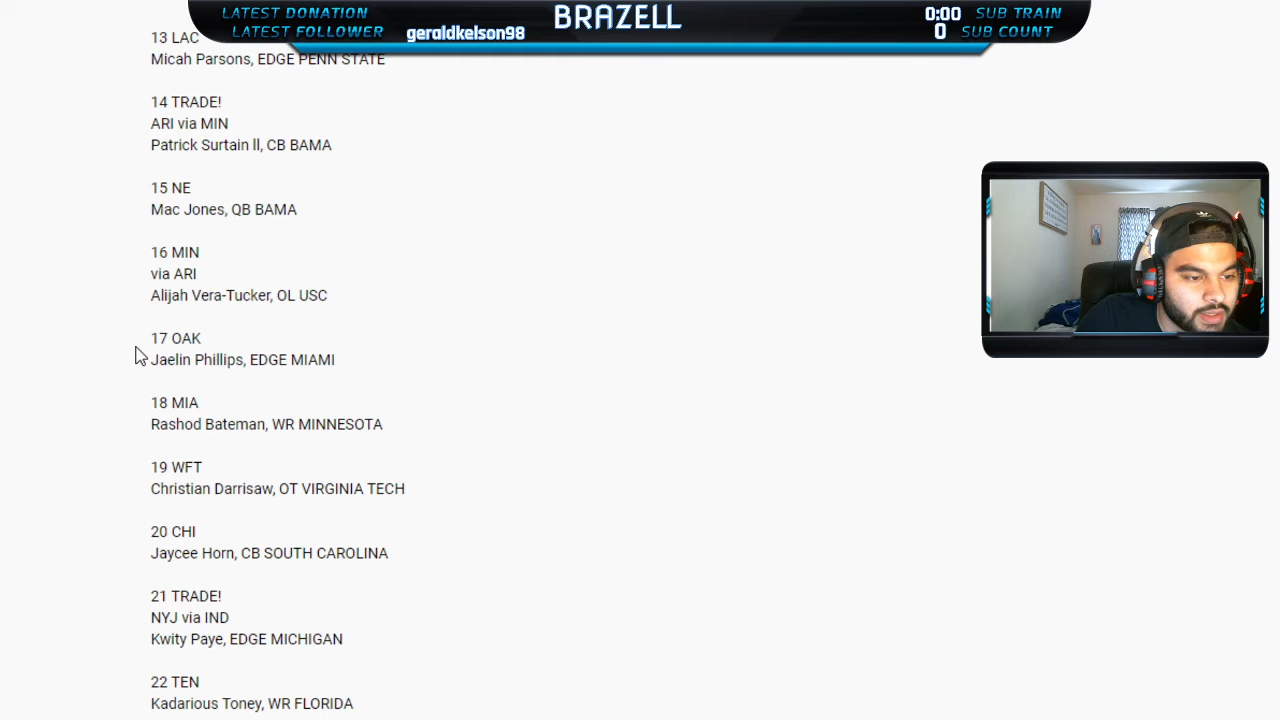 LATEST DONATION
LATEST FOLLOWER
geraldkelson98
BRAZELL
0:00 SUB TRAIN
0 SUB COUNT
13 LAC
Micah Parsons, EDGE PENN STATE
14 TRADE!
ARI via MIN
Patrick Surtain ll, CB BAMA
15 NE
Mac Jones, QB BAMA
16 MIN
via ARI
Alijah Vera-Tucker, OL USC
17 OAK
Jaelin Phillips, EDGE MIAMI
18 MIA
Rashod Bateman, WR MINNESOTA
19 WFT
Christian Darrisaw, OT VIRGINIA TECH
20 CHI
Jaycee Horn, CB SOUTH CAROLINA
21 TRADE!
NYJ via IND
Kwity Paye, EDGE MICHIGAN
22 TEN
Kadarious Toney, WR FLORIDA